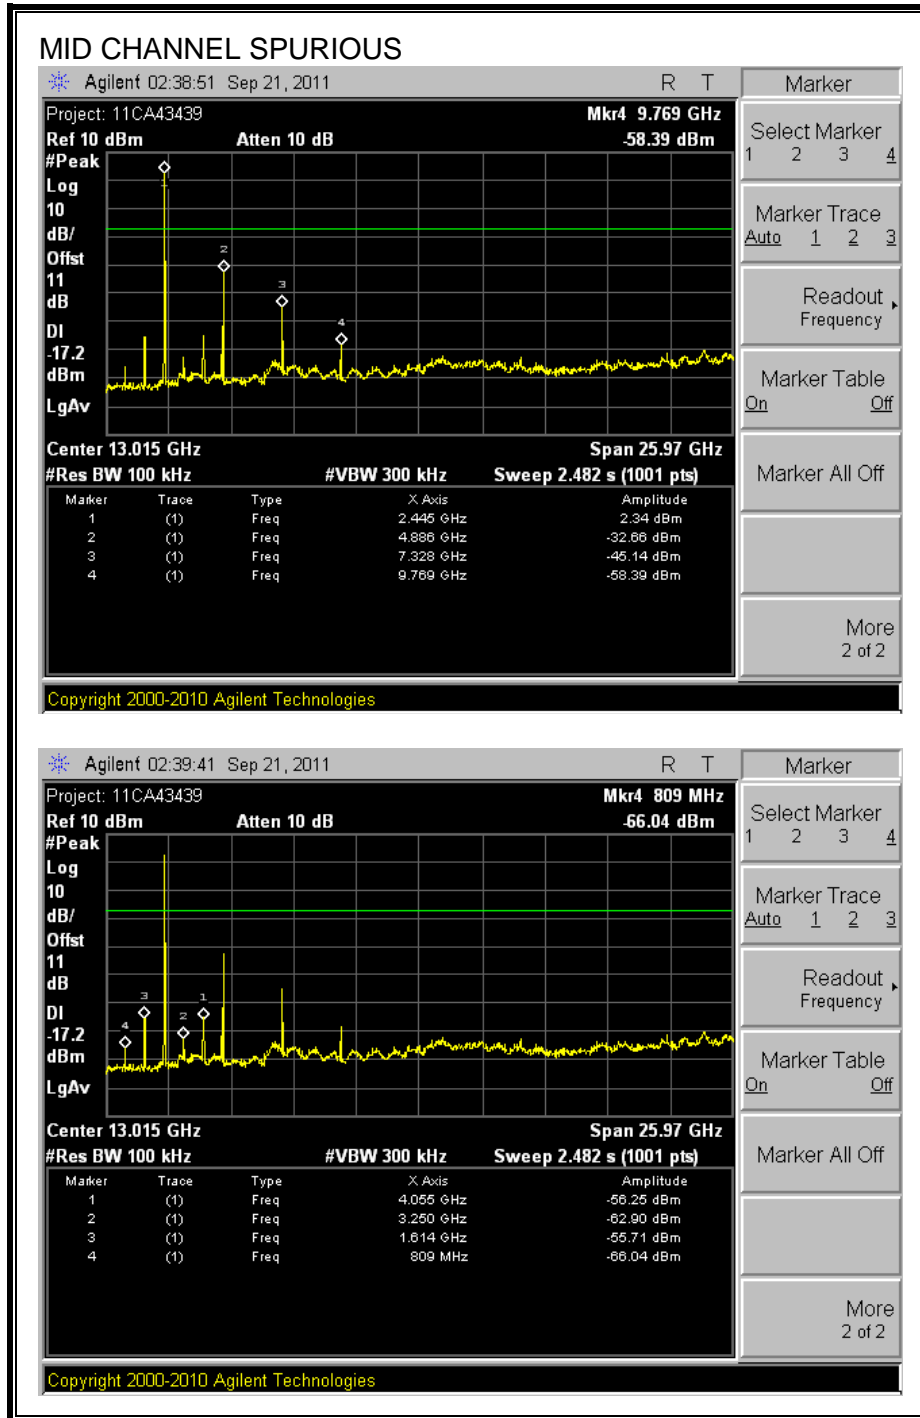 MID CHANNEL SPURIOUS
Agilent 02:38:51 Sep 21, 2011 R T
Marker
Project: 11CA43439 Mkr4 9.769 GHz
Ref 10 dBm Atten 10 dB -58.39 dBm
#Peak
Log
10
dB/
Offst
11
dB
DI
-17.2
dBm
LgAv
2
3
4
Center 13.015 GHz Span 25.97 GHz
#Res BW 100 kHz #VBW 300 kHz Sweep 2.482 s (1001 pts)
Marker Trace Type X Axis Amplitude
1 (1) Freq 2.445 GHz 2.34 dBm
2 (1) Freq 4.886 GHz -32.66 dBm
3 (1) Freq 7.328 GHz -45.14 dBm
4 (1) Freq 9.769 GHz -58.39 dBm
Select Marker
1 2 3 4
Marker Trace
Auto 1 2 3
Readout
Frequency
Marker Table
On Off
Marker All Off
More
2 of 2
Copyright 2000-2010 Agilent Technologies
Agilent 02:39:41 Sep 21, 2011 R T
Marker
Project: 11CA43439 Mkr4 809 MHz
Ref 10 dBm Atten 10 dB -66.04 dBm
#Peak
Log
10
dB/
Offst
11
dB
DI
-17.2
dBm
LgAv
4
3
2
1
Center 13.015 GHz Span 25.97 GHz
#Res BW 100 kHz #VBW 300 kHz Sweep 2.482 s (1001 pts)
Marker Trace Type X Axis Amplitude
1 (1) Freq 4.055 GHz -56.25 dBm
2 (1) Freq 3.250 GHz -62.90 dBm
3 (1) Freq 1.614 GHz -55.71 dBm
4 (1) Freq 809 MHz -66.04 dBm
Select Marker
1 2 3 4
Marker Trace
Auto 1 2 3
Readout
Frequency
Marker Table
On Off
Marker All Off
More
2 of 2
Copyright 2000-2010 Agilent Technologies